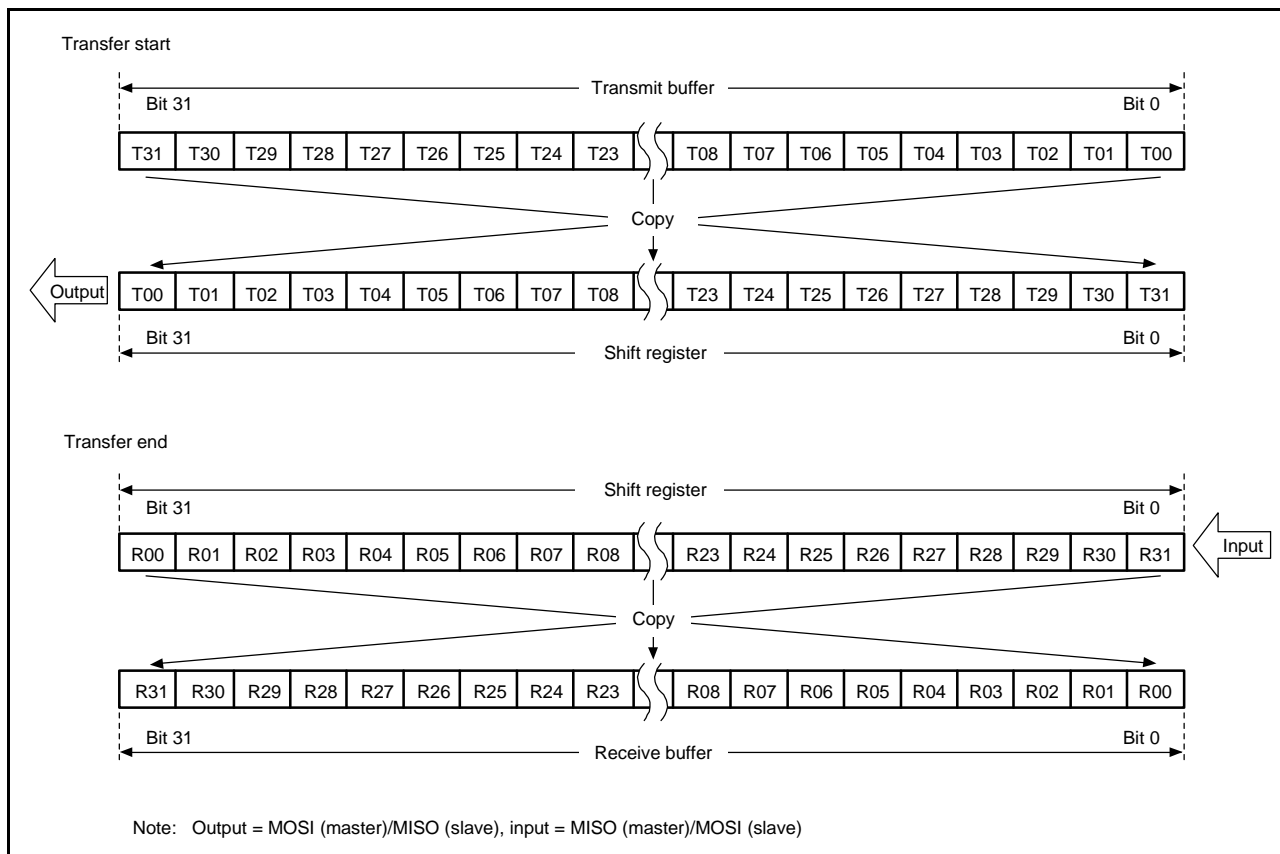 Transfer start
Transmit buffer
Bit 31 Bit 0
T31 T30 T29 T28 T27 T26 T25 T24 T23 T08 T07 T06 T05 T04 T03 T02 T01 T00
Copy
Output T00 T01 T02 T03 T04 T05 T06 T07 T08 T23 T24 T25 T26 T27 T28 T29 T30 T31
Bit 31 Bit 0
Shift register
Transfer end
Shift register
Bit 31 Bit 0
R00 R01 R02 R03 R04 R05 R06 R07 R08 R23 R24 R25 R26 R27 R28 R29 R30 R31 Input
Copy
R31 R30 R29 R28 R27 R26 R25 R24 R23 R08 R07 R06 R05 R04 R03 R02 R01 R00
Bit 31 Bit 0
Receive buffer
Note: Output = MOSI (master)/MISO (slave), input = MISO (master)/MOSI (slave)